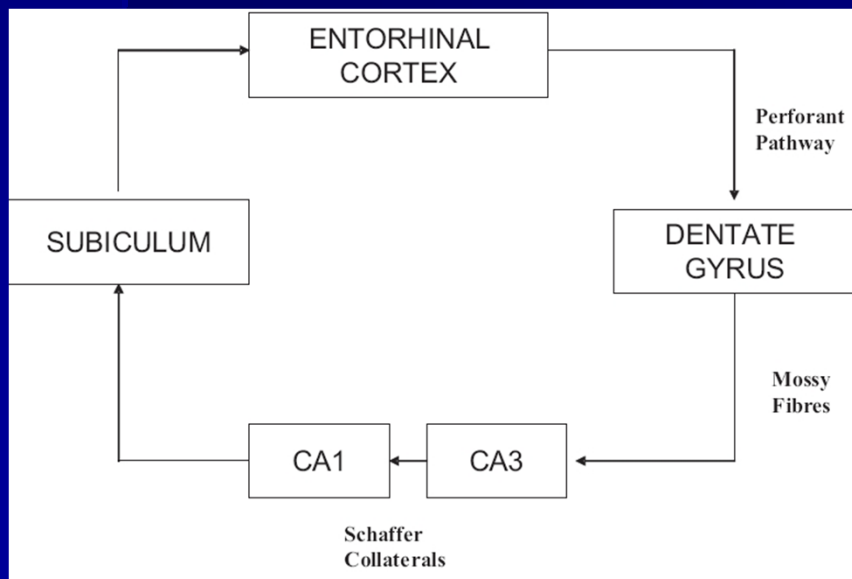 ENTORHINAL
CORTEX
Perforant
Pathway
SUBICULUM
DENTATE
GYRUS
Mossy
Fibres
CA1
CA3
Schaffer
Collaterals